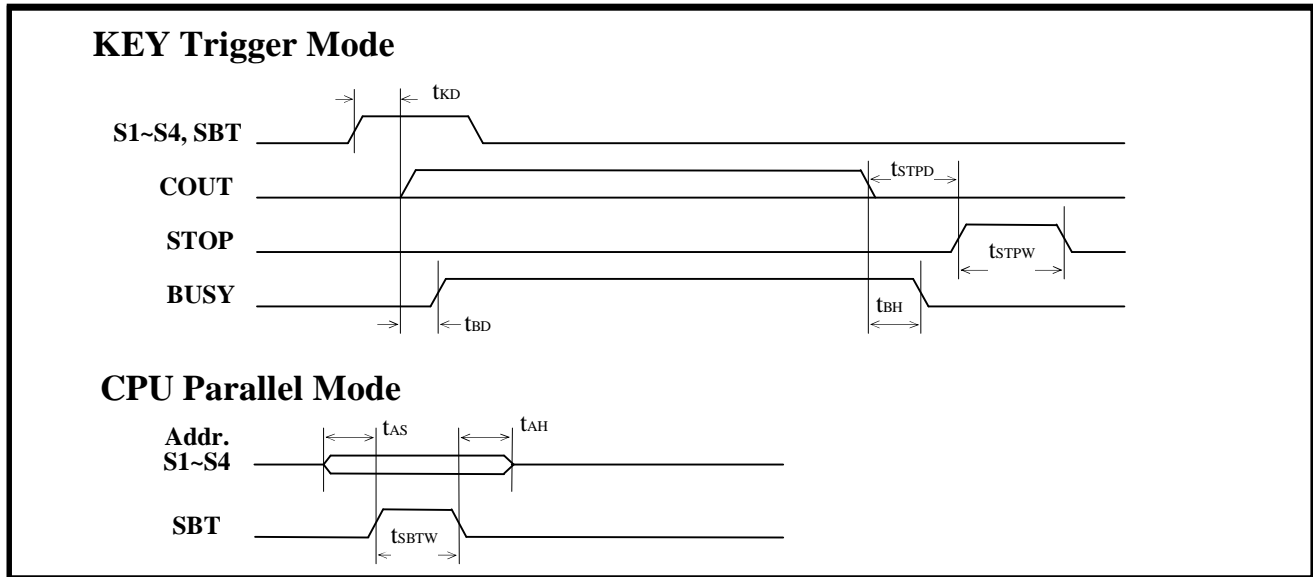 KEY Trigger Mode
tKD
S1~S4, SBT
COUT
tSTPD
STOP
tSTPW
BUSY
tBH
tBD
CPU Parallel Mode
tAS
tAH
Addr.
S1~S4
SBT
tSBTW